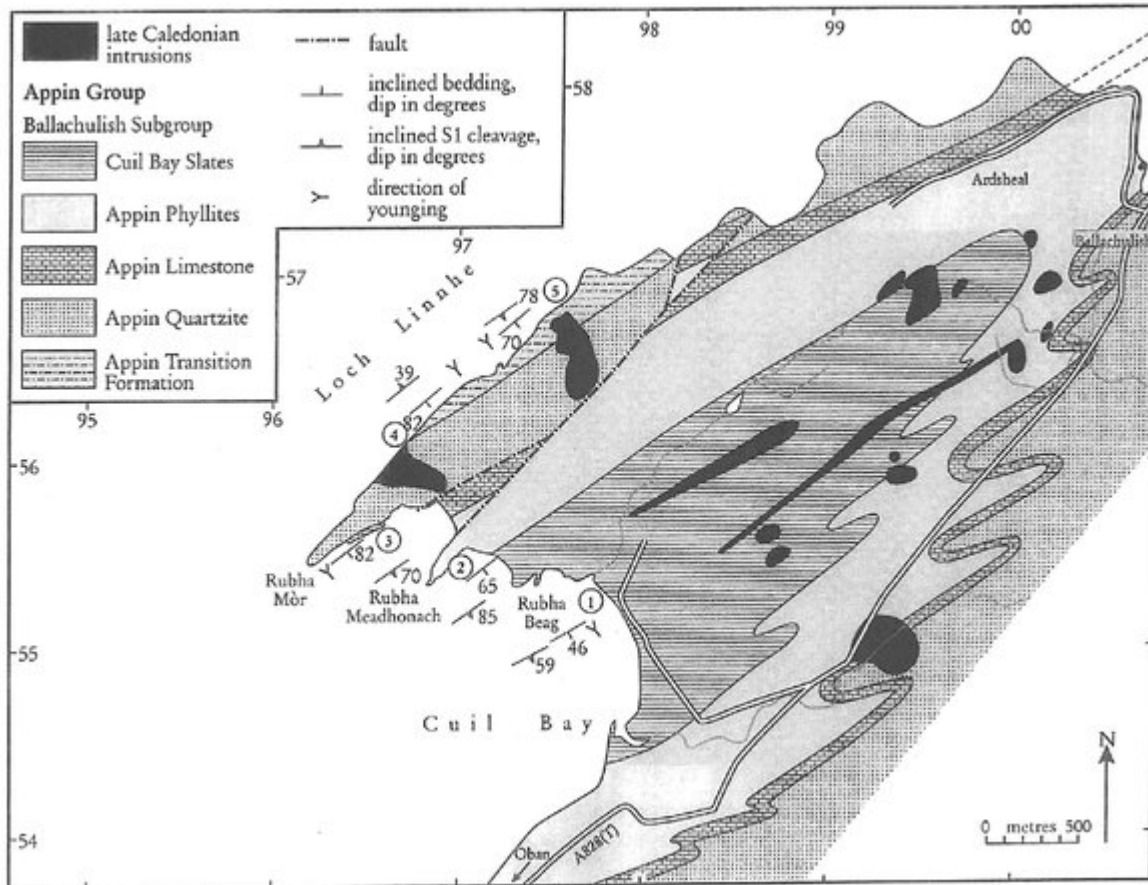 late Caledonian
intrusions
Appin Group
Ballachulish Subgroup
Cuil Bay Slates
Appin Phyllites
Appin Limestone
Appin Quartzite
Appin Transition
Formation
fault
inclined bedding,
dip in degrees
inclined S1 cleavage,
dip in degrees
direction of
younging
98
99
00
58
97
57
95
96
56
55
54
Ardsheal
Ballachulish
Loch Linnhe
78
5
70
39
82
4
82
3
Rubha
Mòr
70
Rubha
Meadhonach
2
65
85
Rubha
Beag
1
46
59
Cuil Bay
Oban
A828(T)
N
0 metres 500